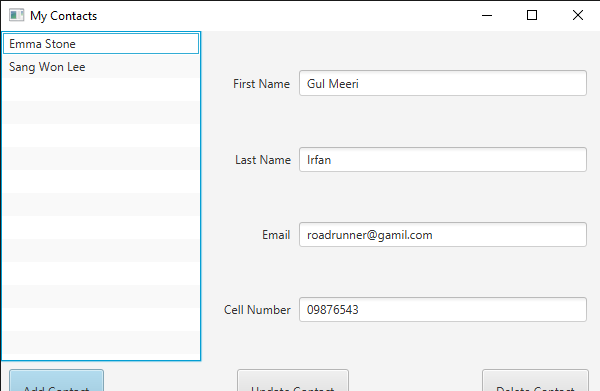 My Contacts
Emma Stone
Sang Won Lee
First Name Gul Meeri
Last Name Irfan
Email roadrunner@gamil.com
Cell Number 09876543
Add Contact Update Contact Delete Contact